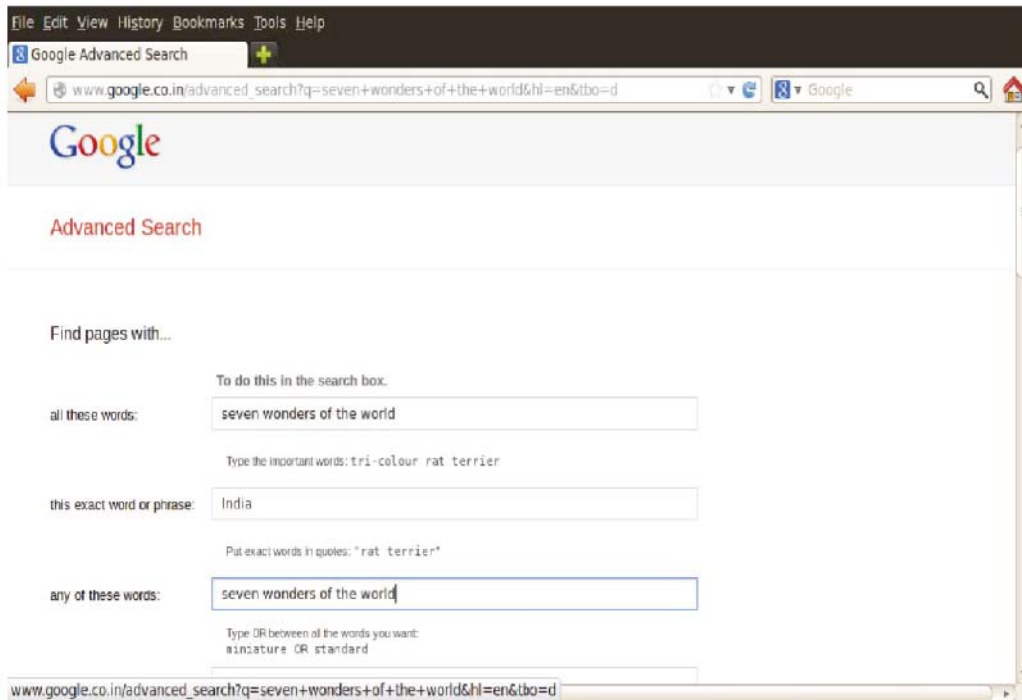 File Edit View History Bookmarks Tools Help
Google Advanced Search
www.google.co.in/advanced_search?q=seven+wonders+of+the+world&hl=en&tbo=d
Google
Google
Advanced Search
Find pages with...
To do this in the search box.
all these words:
seven wonders of the world
Type the important words: tri-colour rat terrier
this exact word or phrase:
India
Put exact words in quotes: "rat terrier"
any of these words:
seven wonders of the world
Type OR between all the words you want:
miniature OR standard
www.google.co.in/advanced_search?q=seven+wonders+of+the+world&hl=en&tbo=d